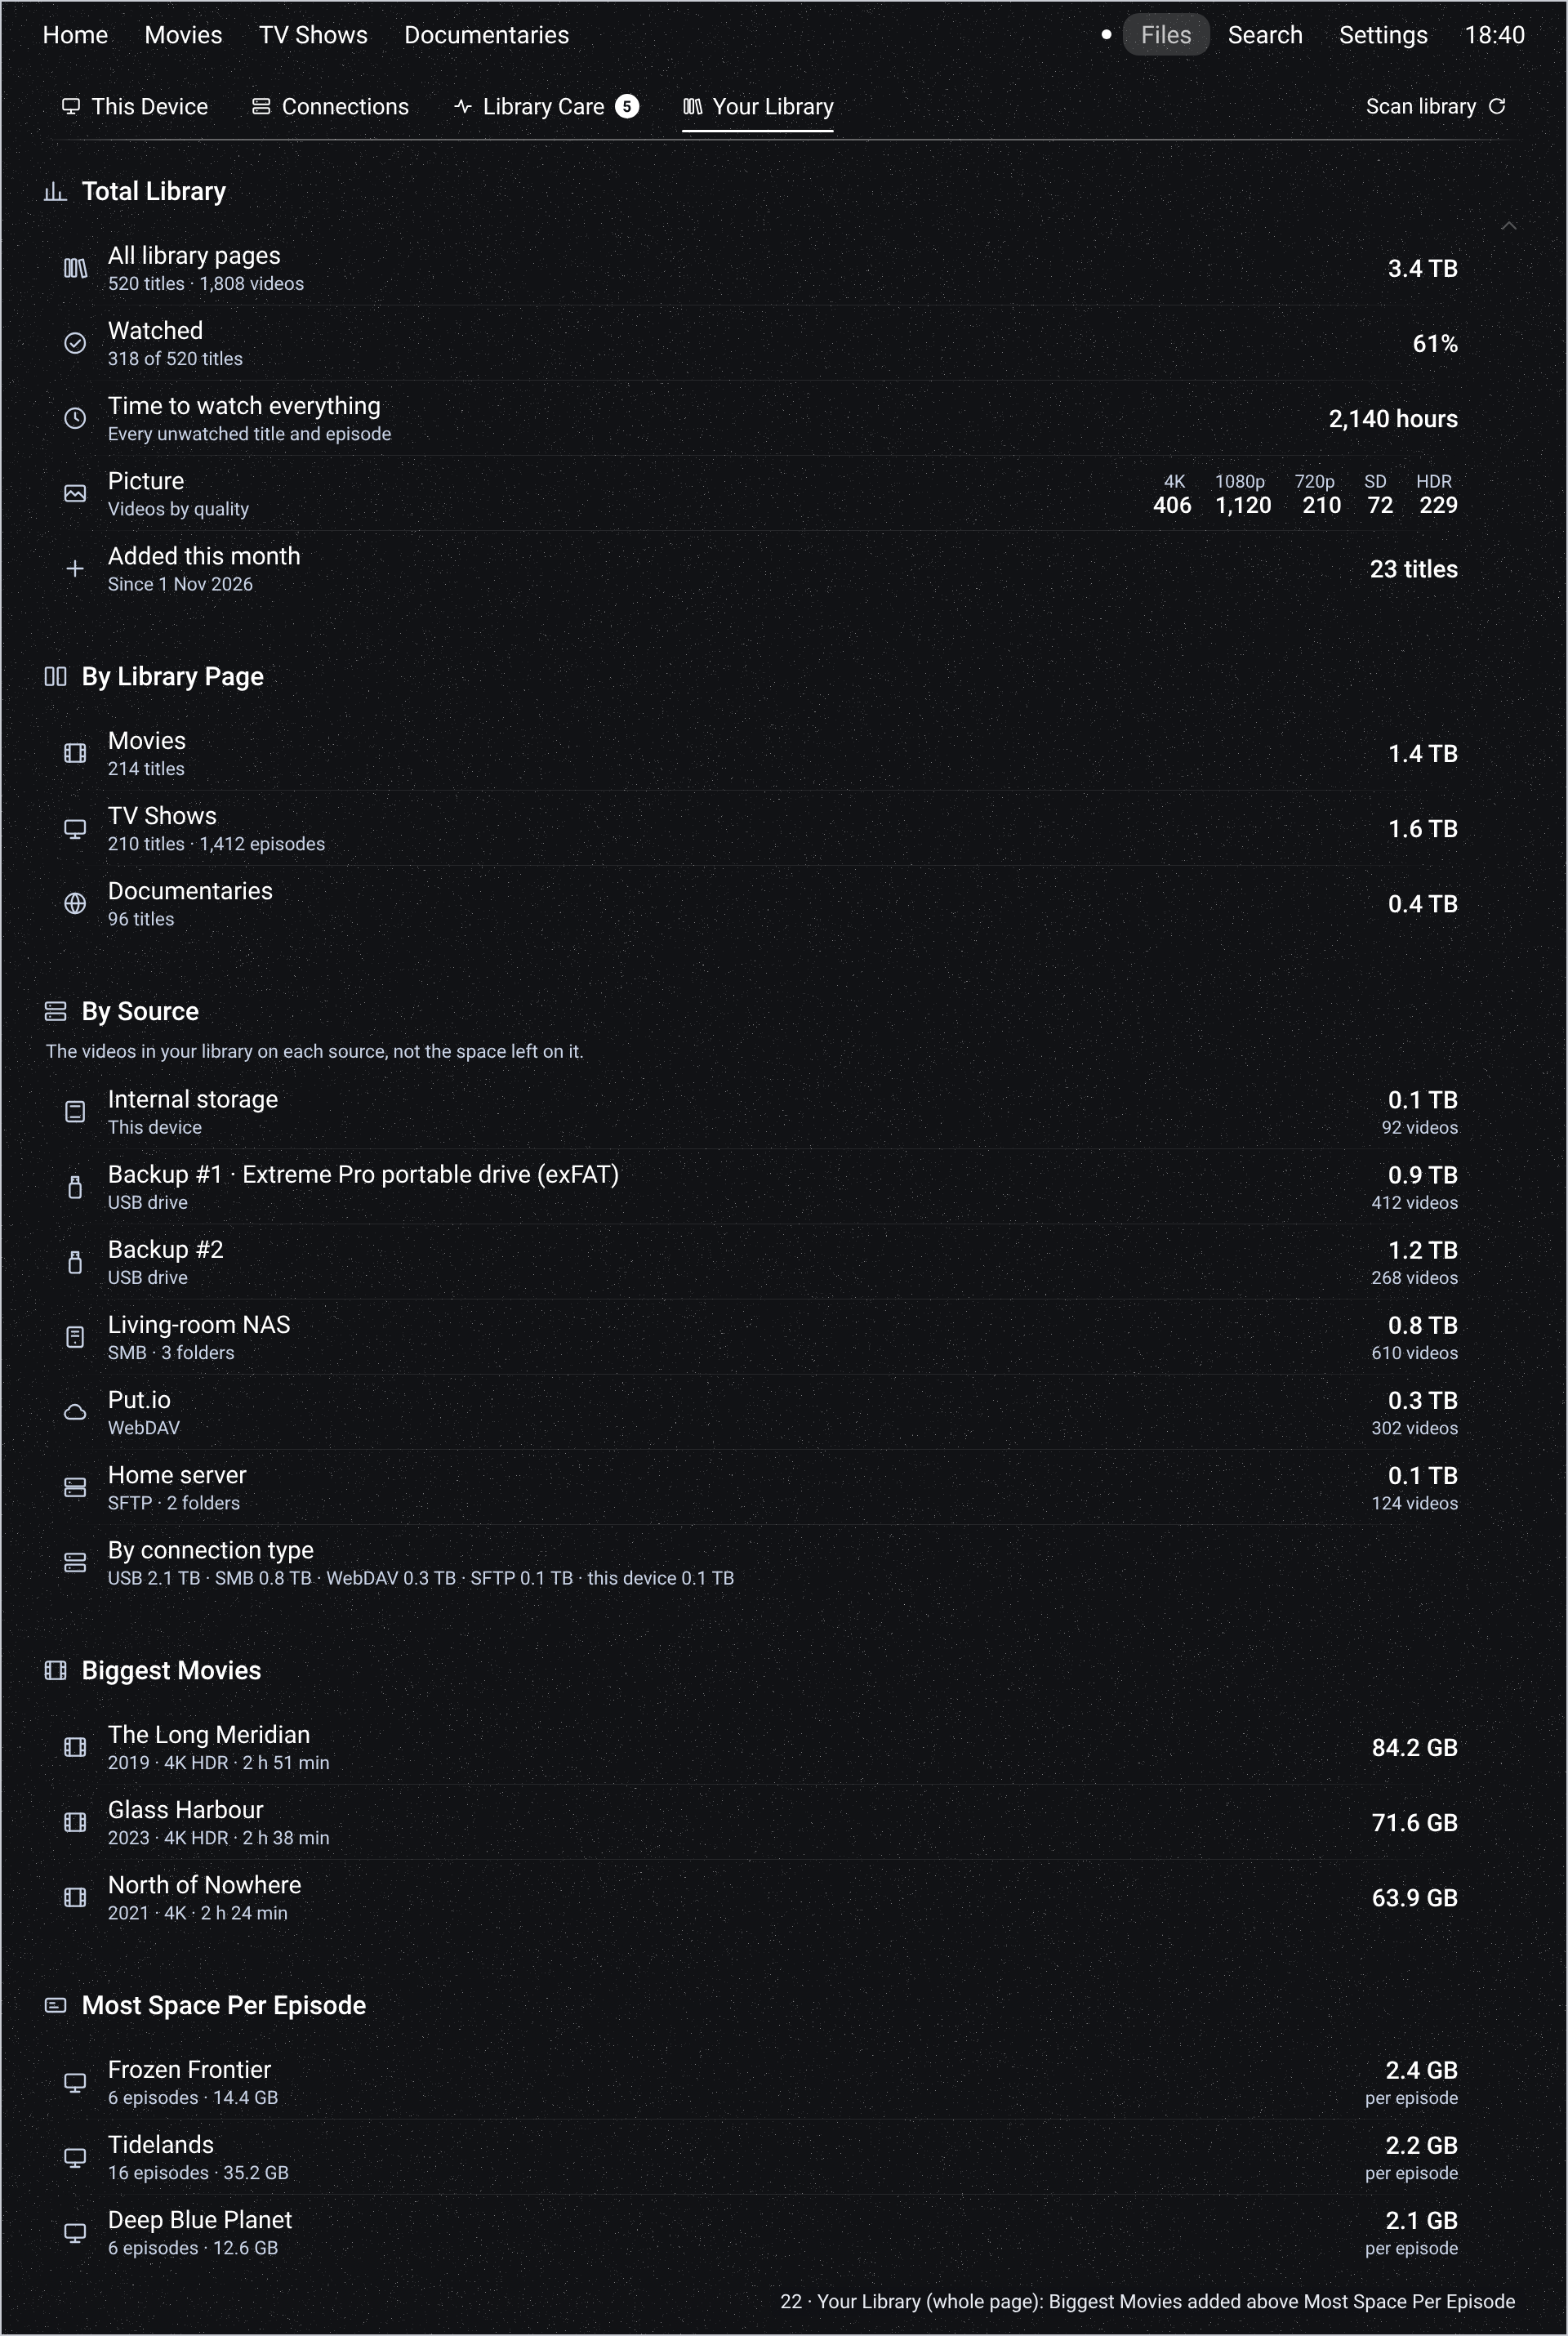 Home Movies TV Shows Documentaries Files Search Settings 18:40
This Device Connections Library Care 5 Your Library Scan library
Total Library
All library pages
520 titles · 1,808 videos
3.4 TB
Watched
318 of 520 titles
61%
Time to watch everything
Every unwatched title and episode
2,140 hours
Picture
Videos by quality
4K 1080p 720p SD HDR
406 1,120 210 72 229
Added this month
Since 1 Nov 2026
23 titles
By Library Page
Movies
214 titles
1.4 TB
TV Shows
210 titles · 1,412 episodes
1.6 TB
Documentaries
96 titles
0.4 TB
By Source
The videos in your library on each source, not the space left on it.
Internal storage
This device
0.1 TB
92 videos
Backup #1 · Extreme Pro portable drive (exFAT)
USB drive
0.9 TB
412 videos
Backup #2
USB drive
1.2 TB
268 videos
Living-room NAS
SMB · 3 folders
0.8 TB
610 videos
Put.io
WebDAV
0.3 TB
302 videos
Home server
SFTP · 2 folders
0.1 TB
124 videos
By connection type
USB 2.1 TB · SMB 0.8 TB · WebDAV 0.3 TB · SFTP 0.1 TB · this device 0.1 TB
Biggest Movies
The Long Meridian
2019 · 4K HDR · 2 h 51 min
84.2 GB
Glass Harbour
2023 · 4K HDR · 2 h 38 min
71.6 GB
North of Nowhere
2021 · 4K · 2 h 24 min
63.9 GB
Most Space Per Episode
Frozen Frontier
6 episodes · 14.4 GB
2.4 GB
per episode
Tidelands
16 episodes · 35.2 GB
2.2 GB
per episode
Deep Blue Planet
6 episodes · 12.6 GB
2.1 GB
per episode
22 · Your Library (whole page): Biggest Movies added above Most Space Per Episode